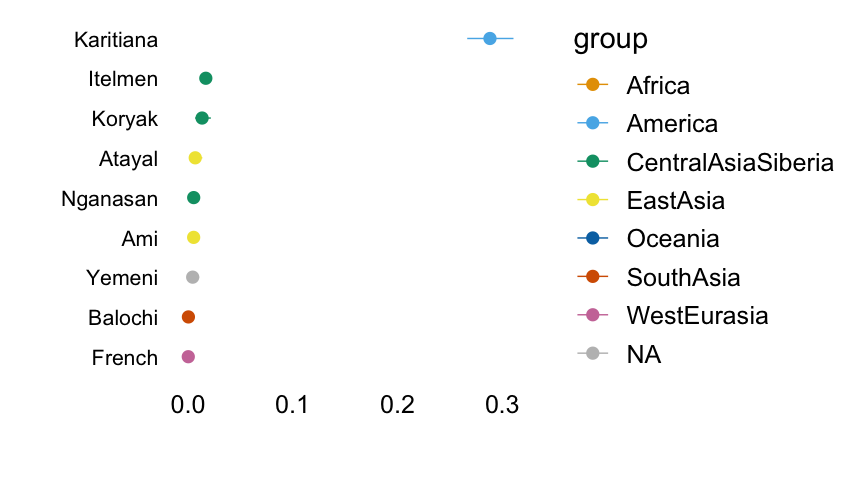 Karitiana
Itelmen
Koryak
Atayal
Nganasan
Ami
Yemeni
Balochi
French
0.0 0.1 0.2 0.3
group
Africa
America
CentralAsiaSiberia
EastAsia
Oceania
SouthAsia
WestEurasia
NA